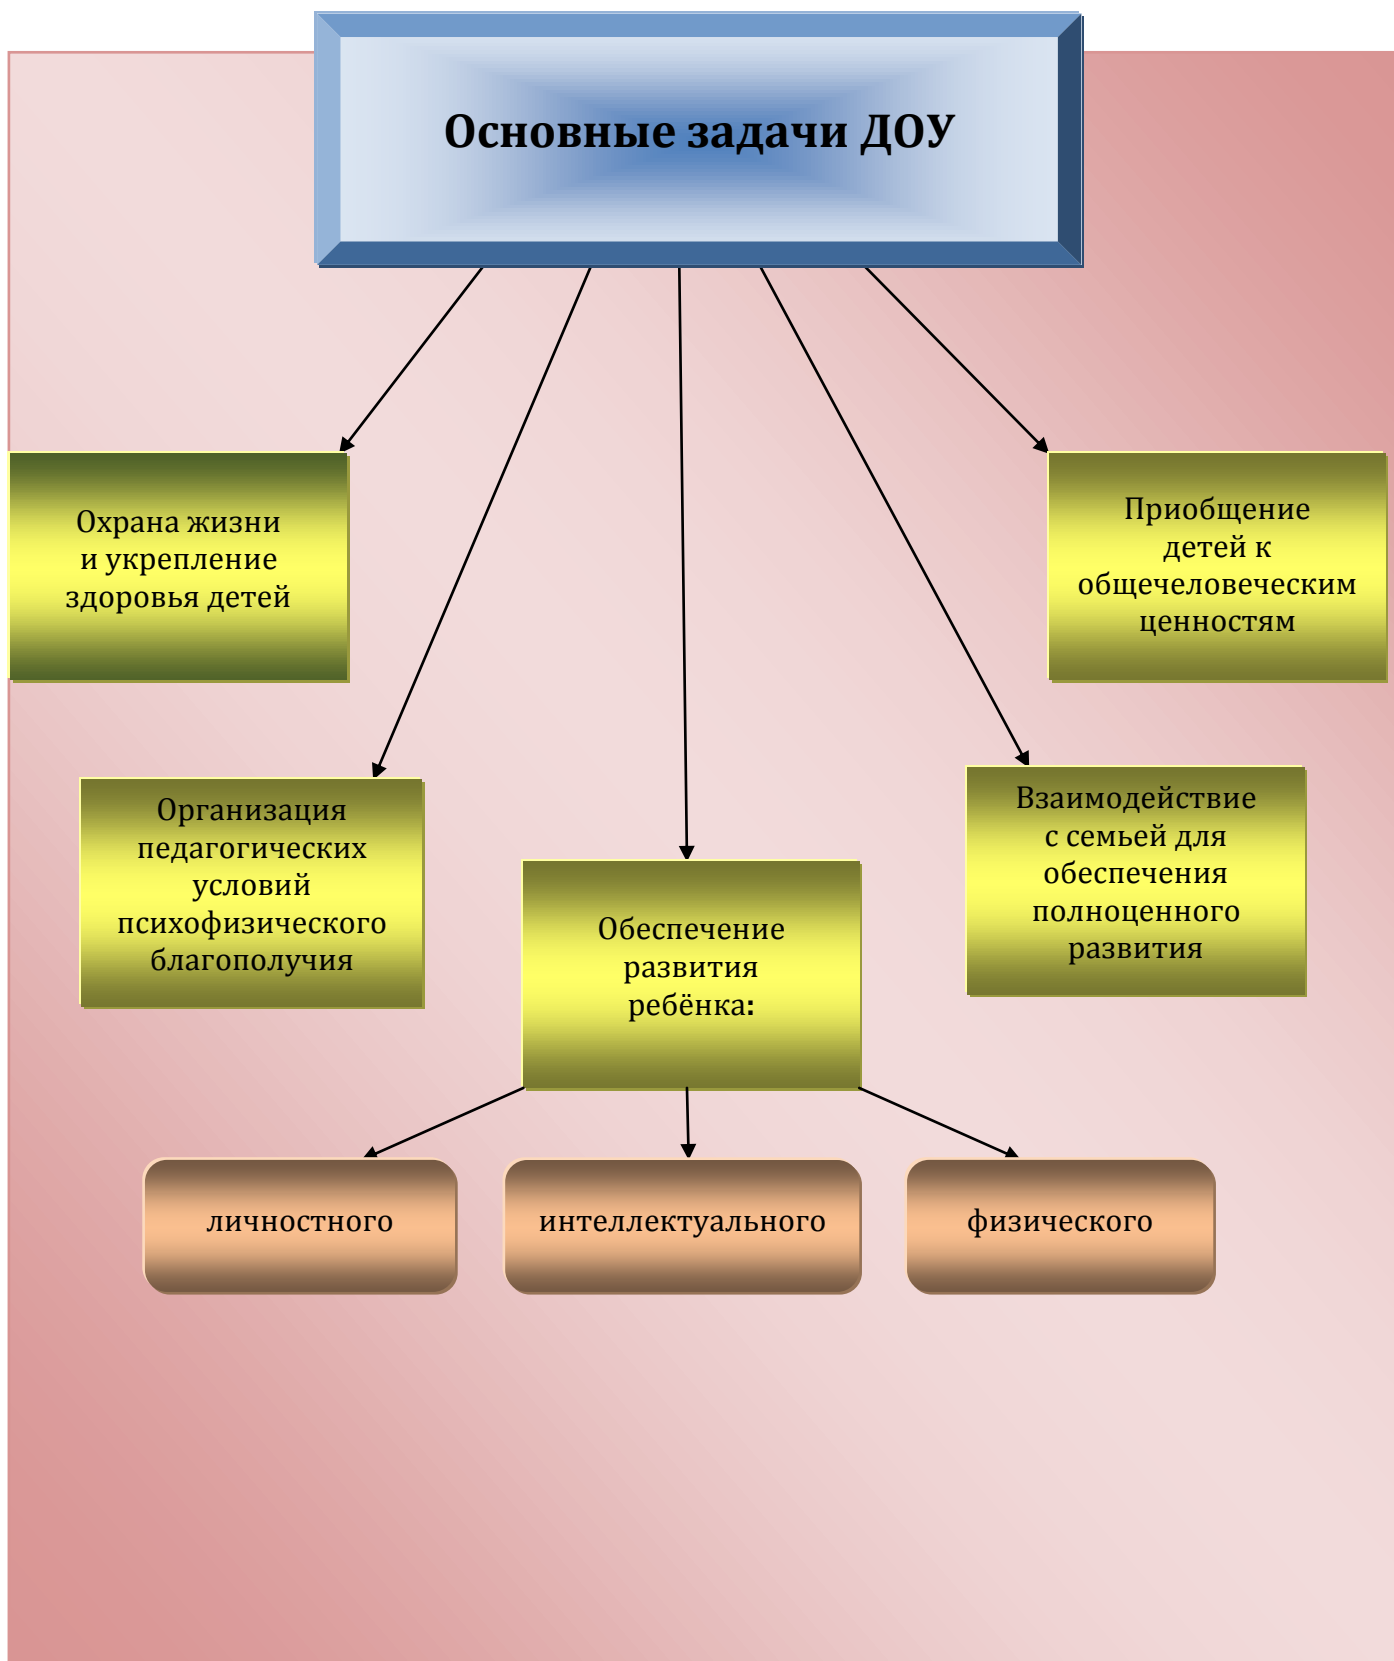 Основные задачи ДОУ
Охрана жизни
и укрепление
здоровья детей
Приобщение
детей к
общечеловеческим
ценностям
Организация
педагогических
условий
психофизического
благополучия
Взаимодействие
с семьей для
обеспечения
полноценного
развития
Обеспечение
развития
ребёнка:
личностного
интеллектуального
физического